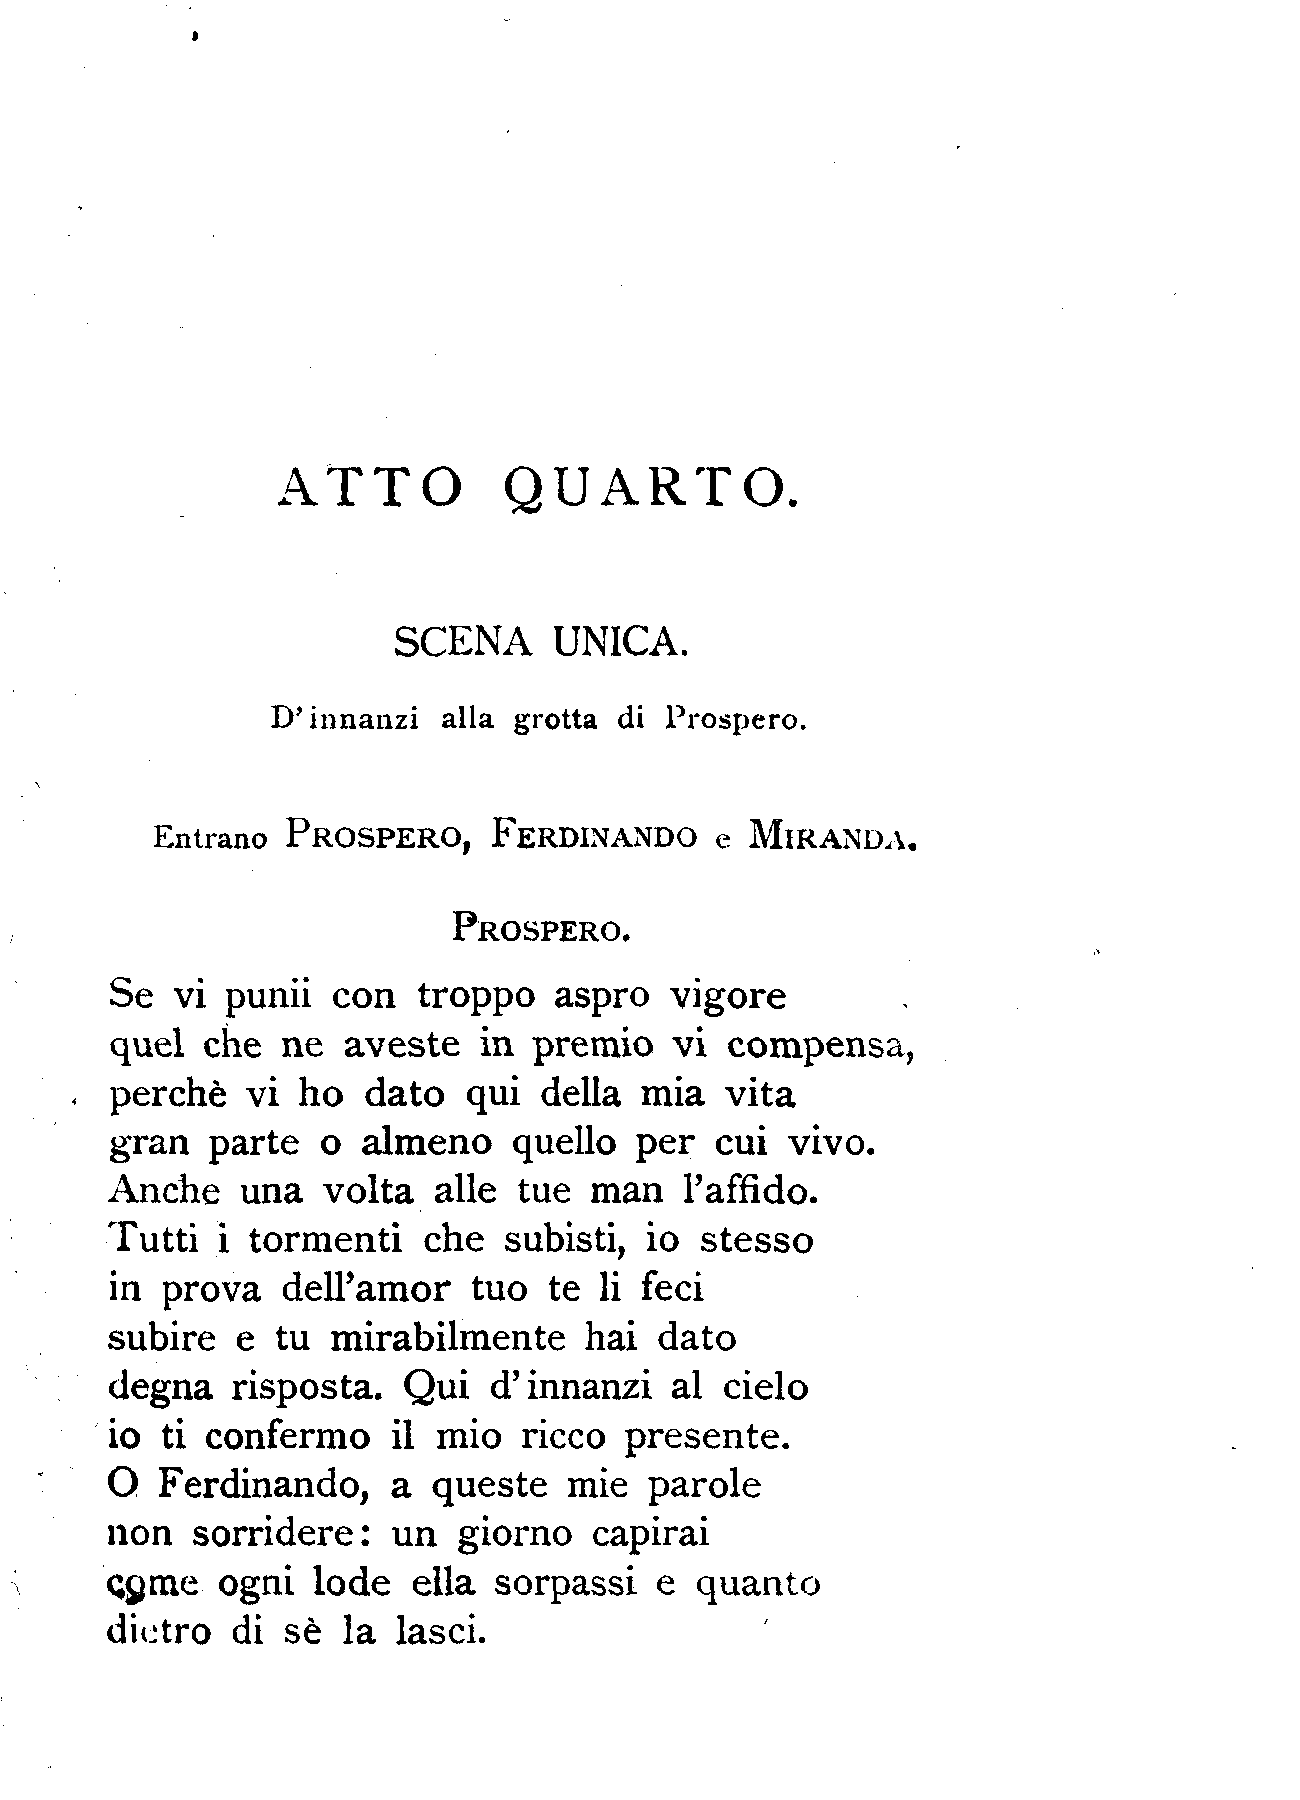 ATTO QUARTO.
SCENA UNICA.
D'innanzi alla grotta di Prospero.
Entrano PROSPERO, FERDINANDO e MIRANDA.
PROSPERO.
Se vi punii con troppo aspro vigore
quel che ne aveste in premio vi compensa,
perchè vi ho dato qui della mia vita
gran parte o almeno quello per cui vivo.
Anche una volta alle tue man l'affido.
Tutti i tormenti che subisti, io stesso
in prova dell'amor tuo te li feci
subire e tu mirabilmente hai dato
degna risposta. Qui d'innanzi al cielo
io ti confermo il mio ricco presente.
O Ferdinando, a queste mie parole
non sorridere: un giorno capirai
come ogni lode ella sorpassi e quanto
dietro di sè la lasci.